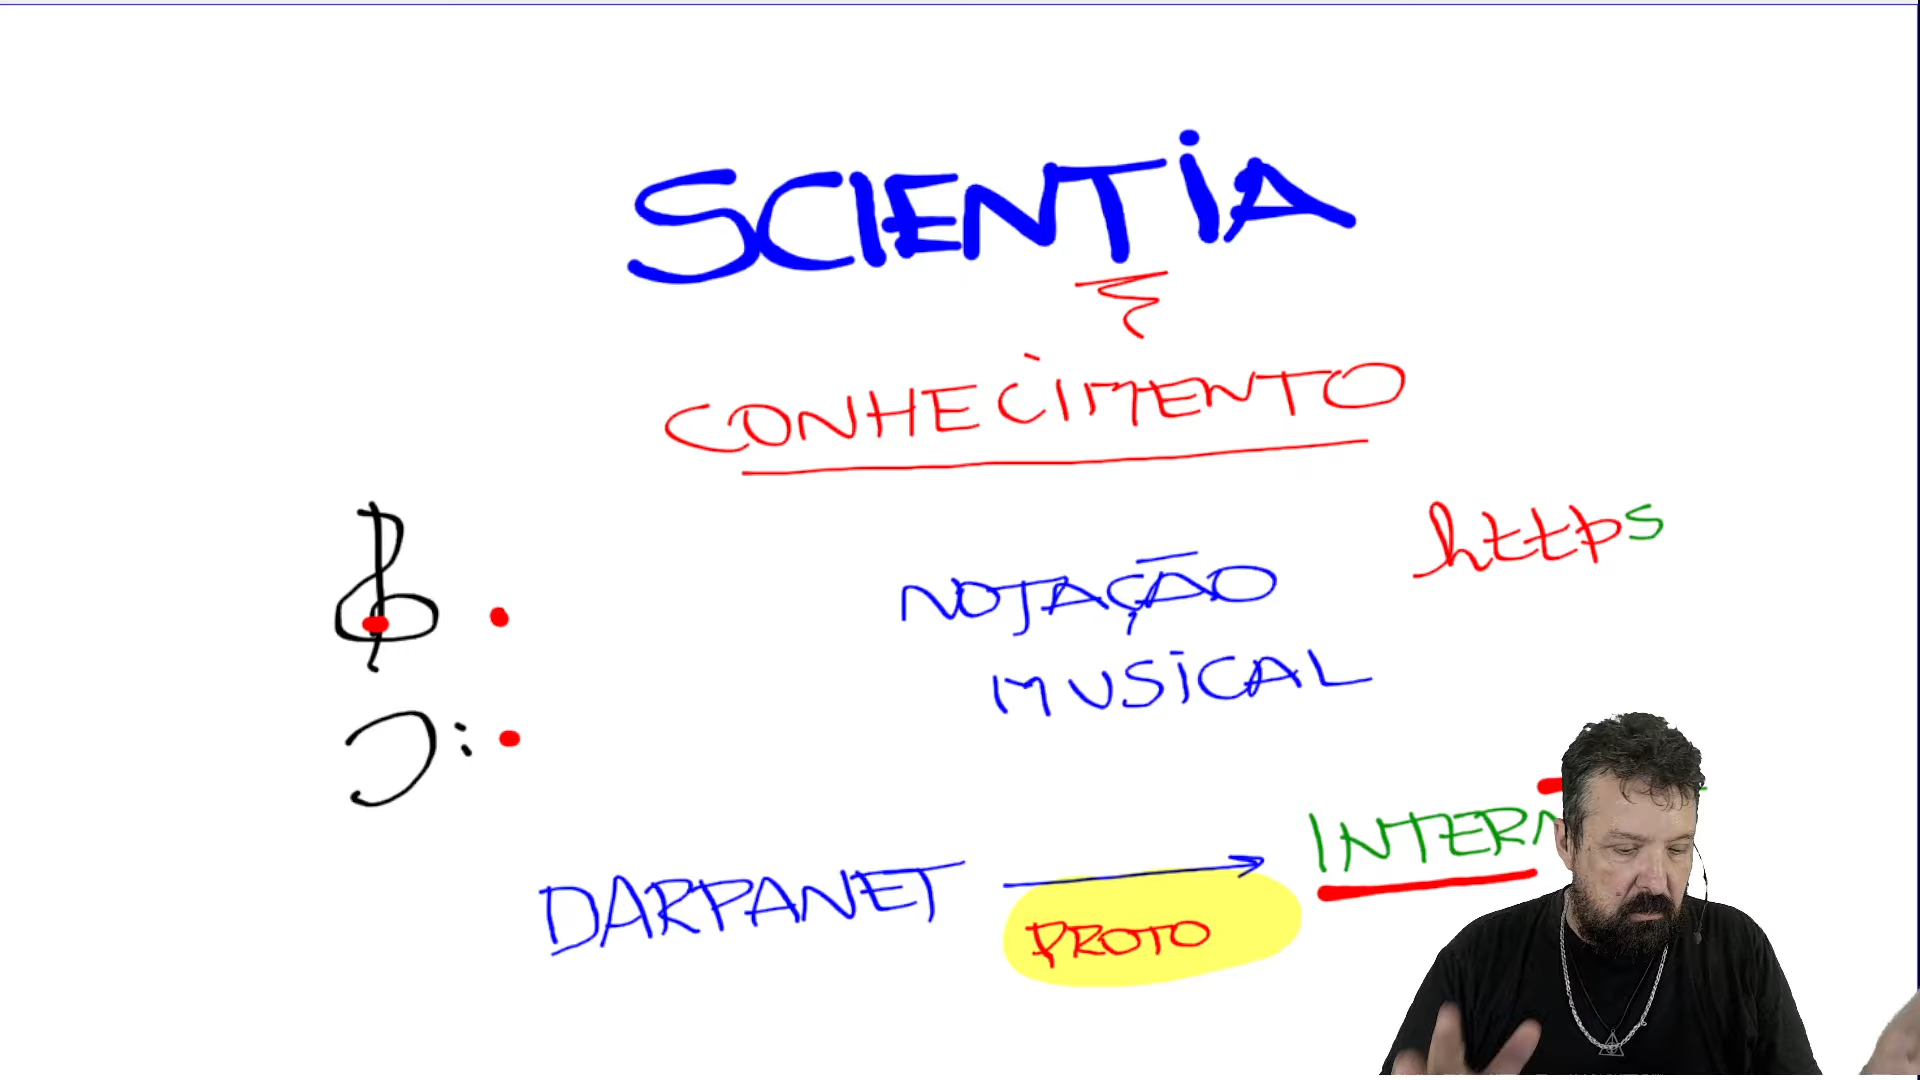 SCIENTIA
CONHECIMENTO
https
NOTAÇÃO
MUSICAL
DARPANET
PROTO